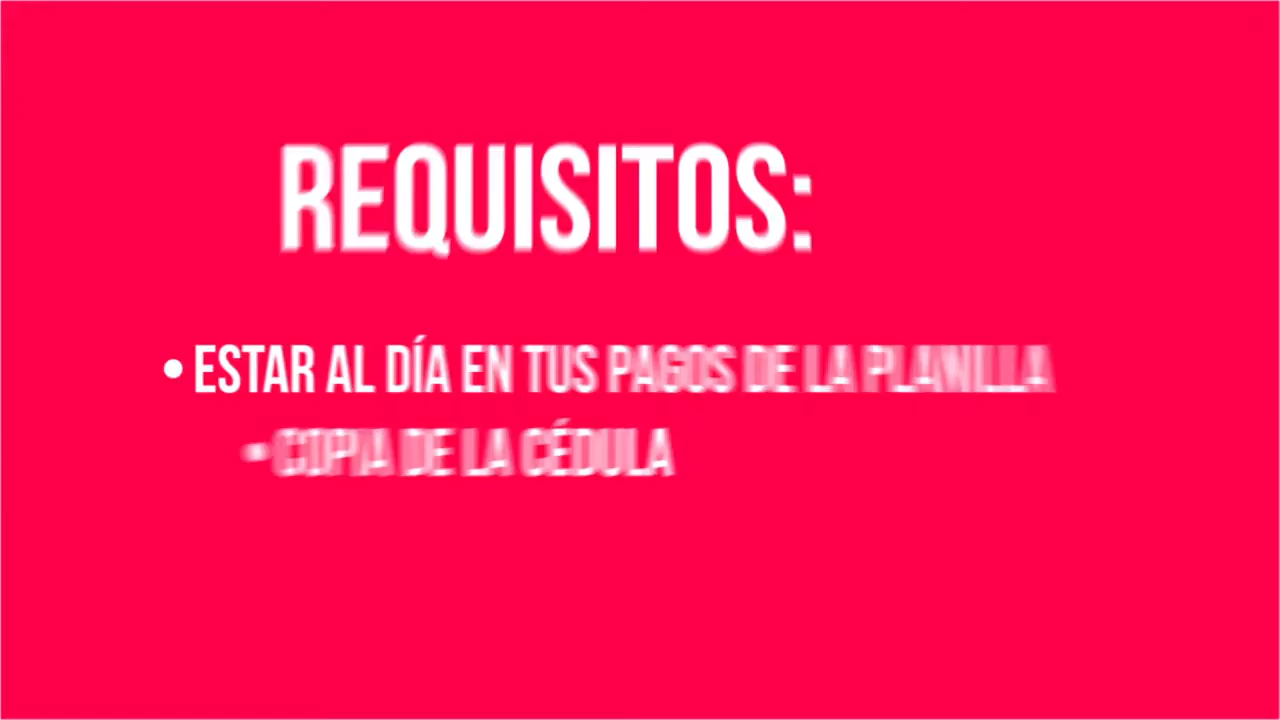 REQUISITOS:
• ESTAR AL DÍA EN TUS PAGOS DE LA PLANILLA
• COPIA DE LA CÉDULA